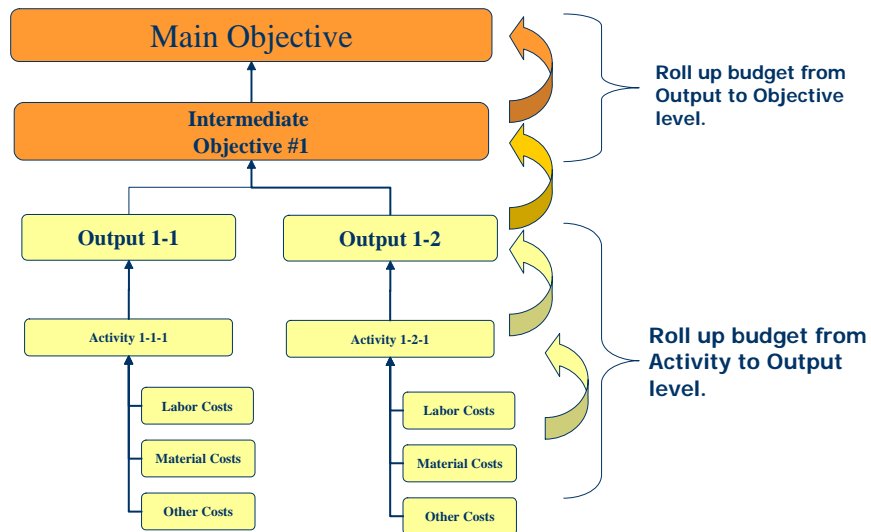 Main Objective
Roll up budget from
Output to Objective
level.
Intermediate
Objective #1
Output 1-1
Output 1-2
Activity 1-1-1
Activity 1-2-1
Roll up budget from
Activity to Output
level.
Labor Costs
Labor Costs
Material Costs
Material Costs
Other Costs
Other Costs